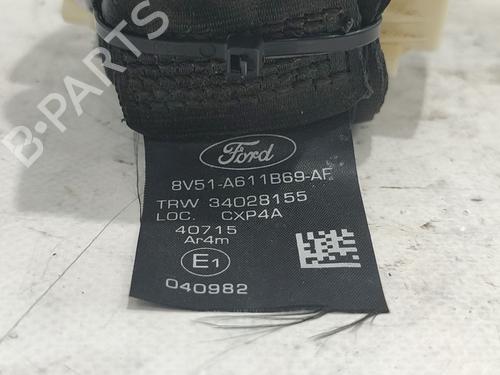 B-PARTS
Ford
8V51-A611B69-AF
TRW 34028155
LOC. CXP4A
40715
Ar4m
E1
040982